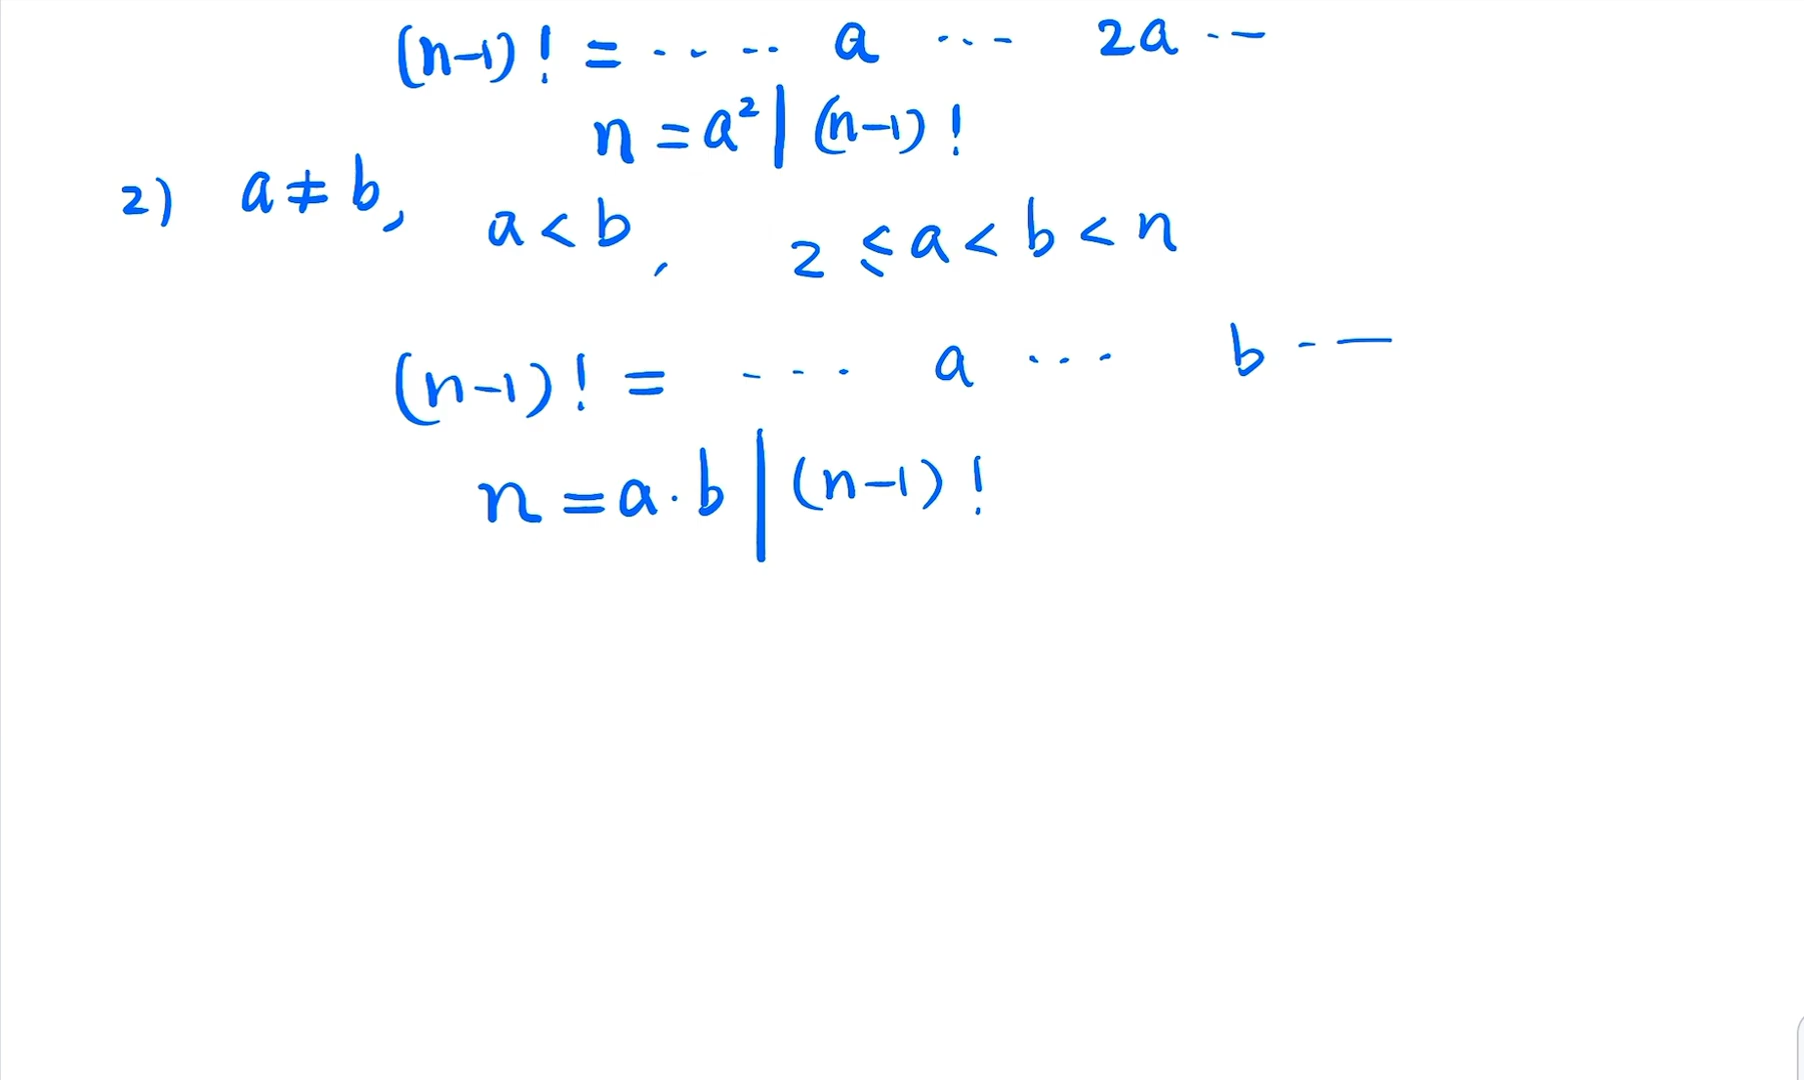 (n-1)! = ..... a ... 2a ...
n = a² | (n-1)!
2) a ≠ b, a < b, 2 ≤ a < b < n
(n-1)! = ... a ... b ...
n = a·b | (n-1)!